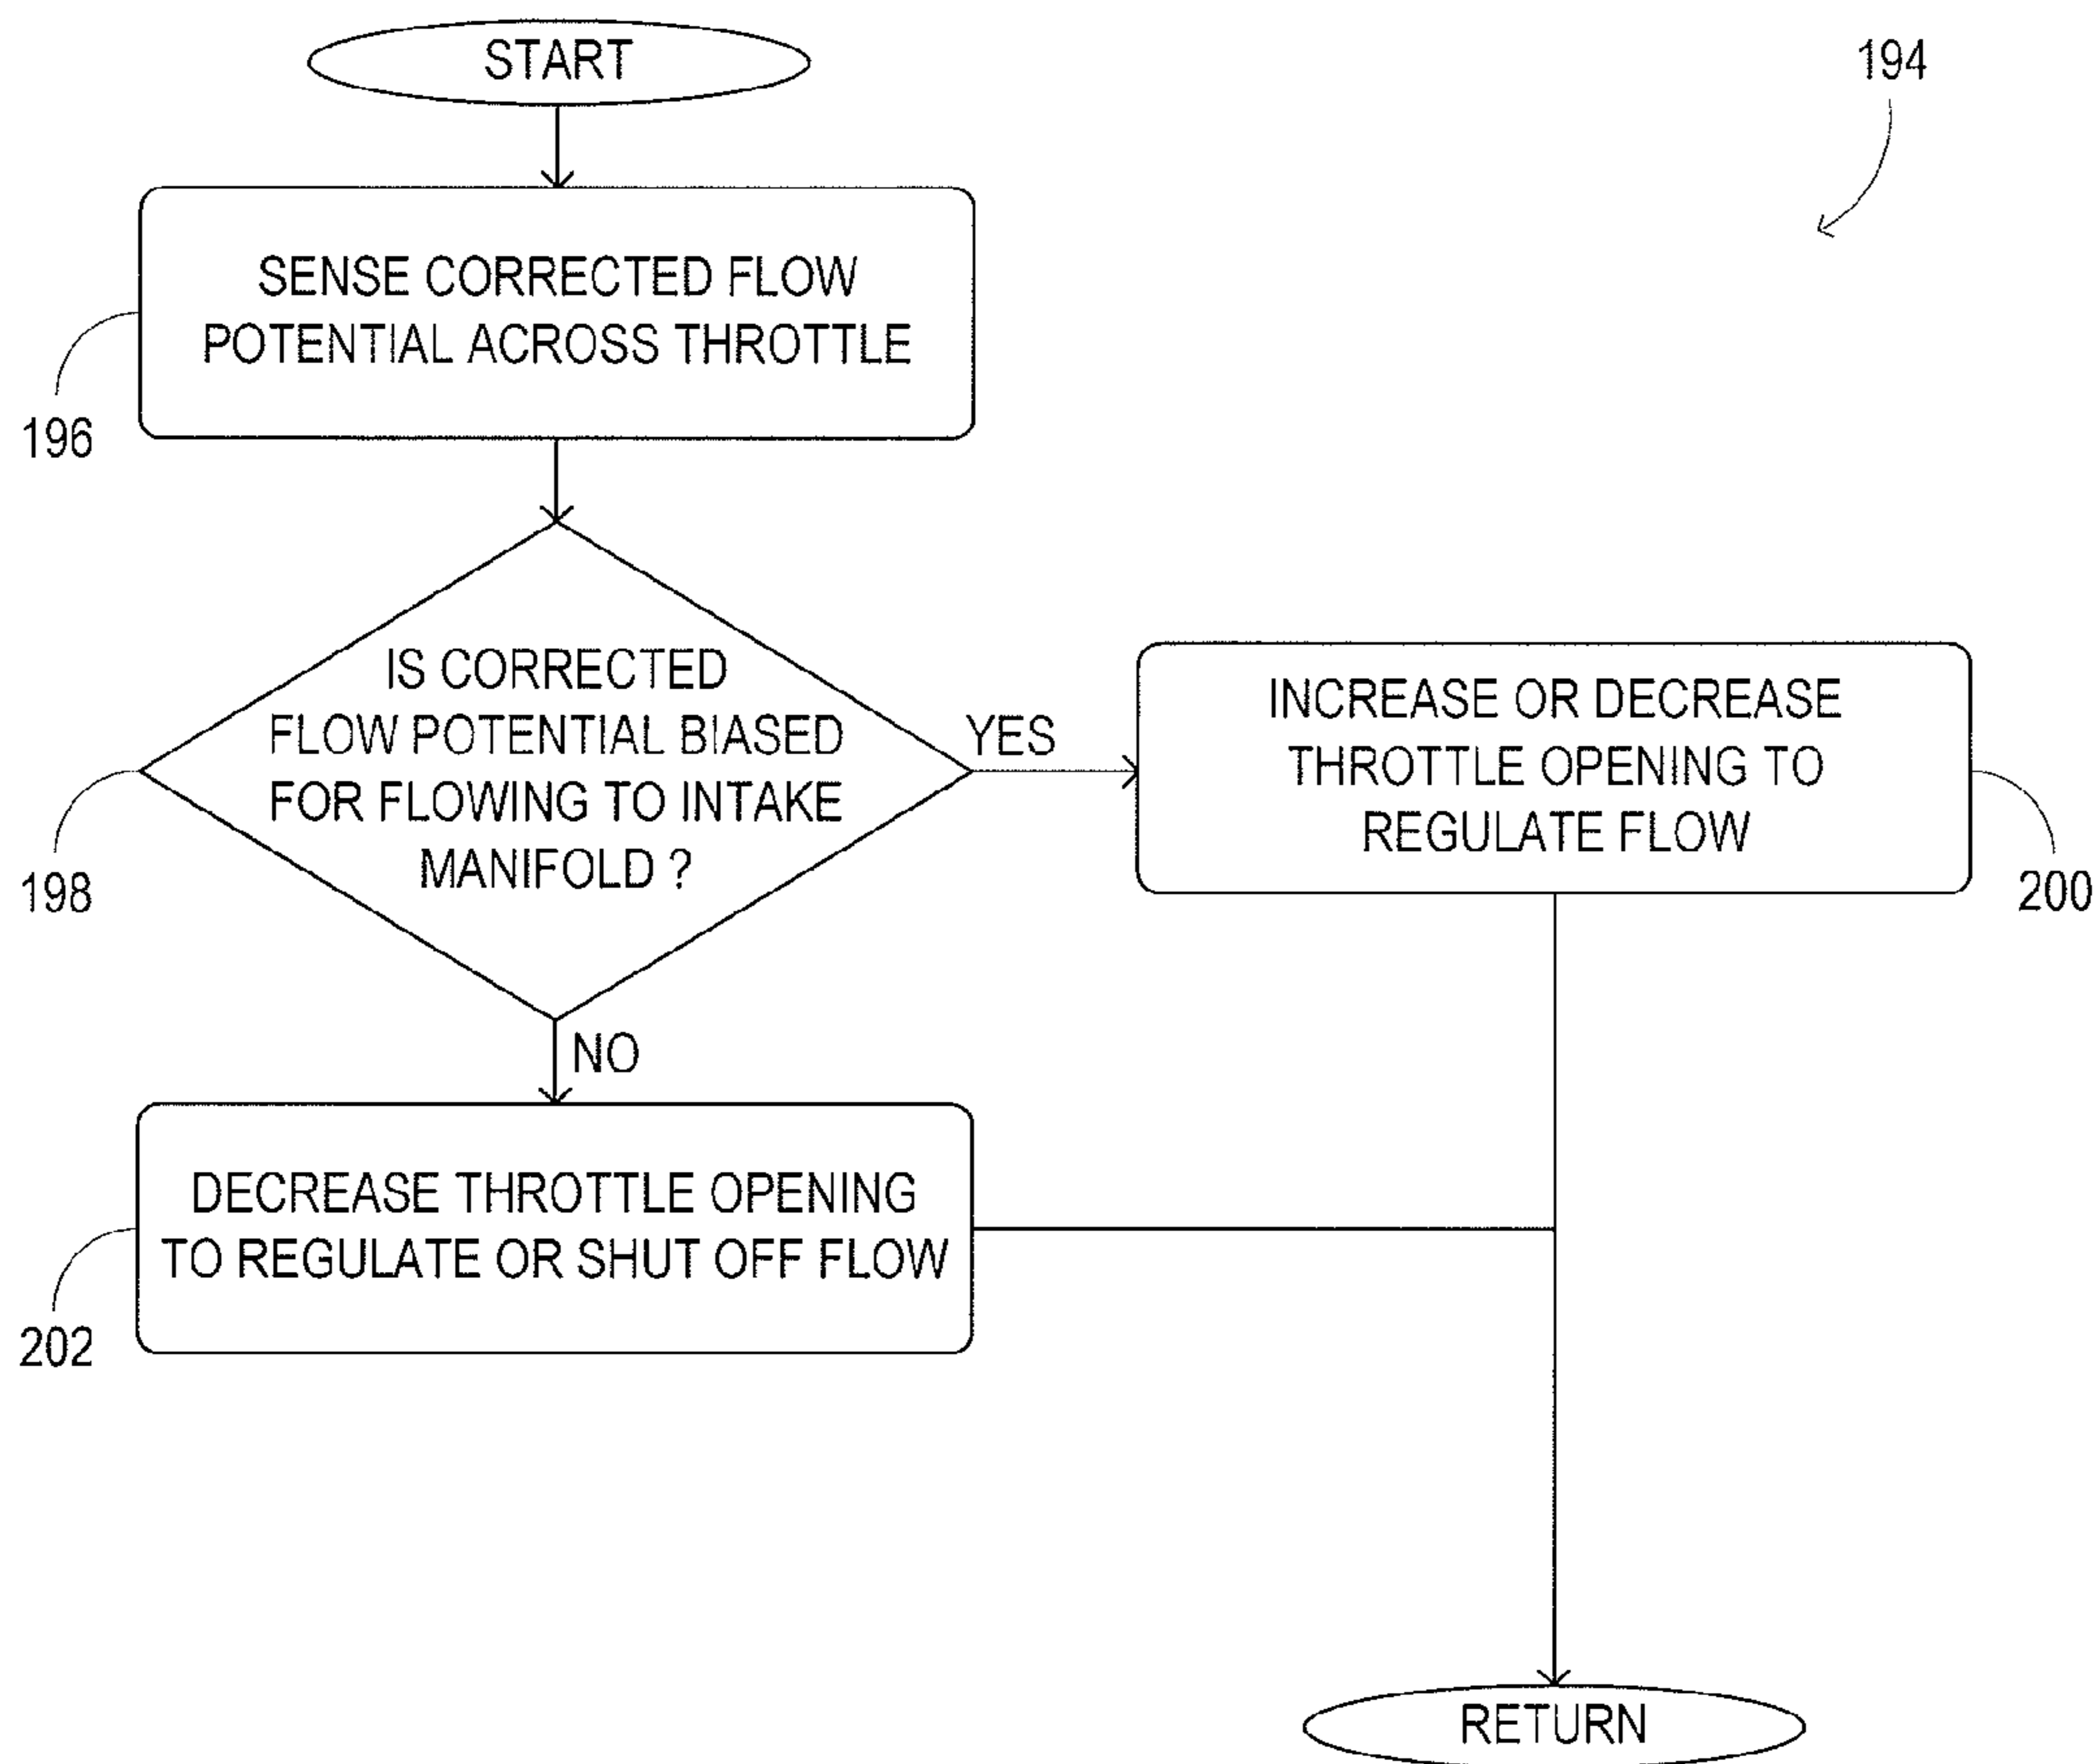 START
194
SENSE CORRECTED FLOW
POTENTIAL ACROSS THROTTLE
196
IS CORRECTED
FLOW POTENTIAL BIASED
FOR FLOWING TO INTAKE
MANIFOLD ?
198
YES
INCREASE OR DECREASE
THROTTLE OPENING TO
REGULATE FLOW
200
NO
DECREASE THROTTLE OPENING
TO REGULATE OR SHUT OFF FLOW
202
RETURN